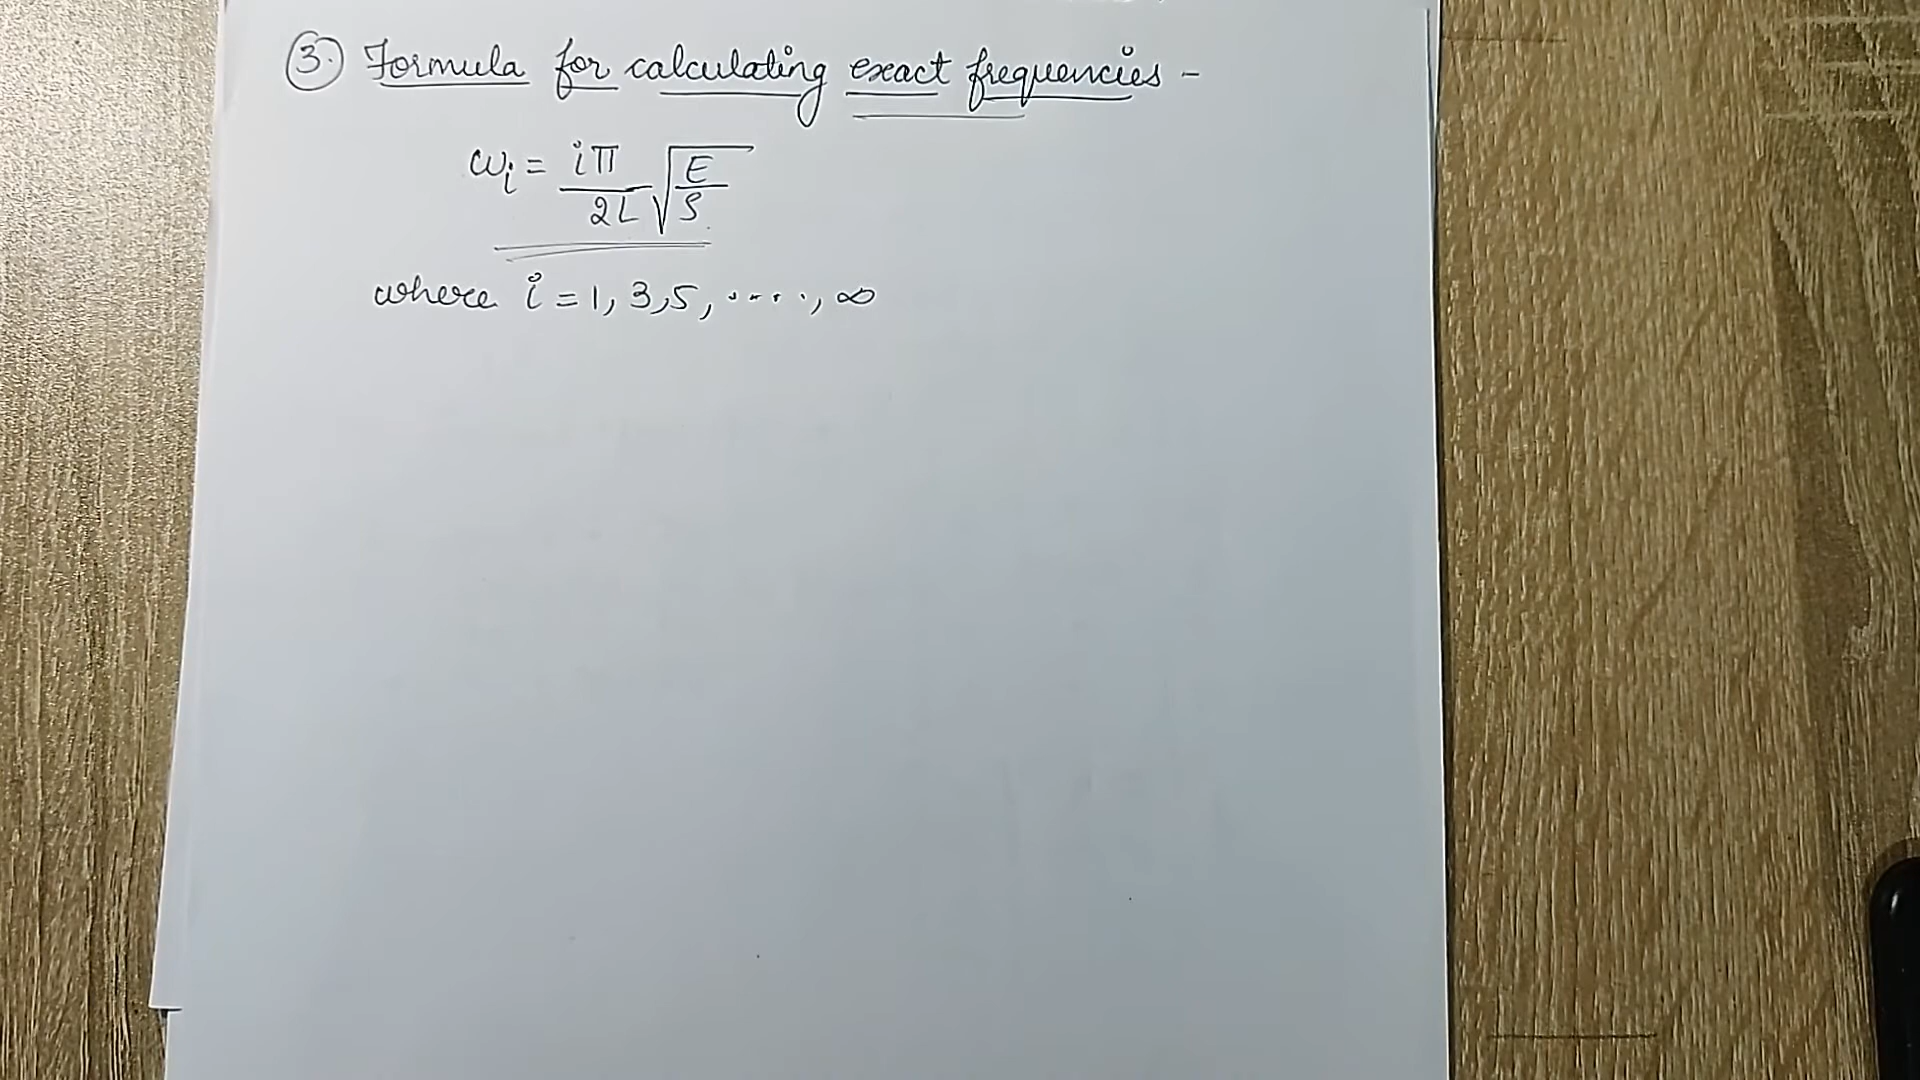 3. Formula for calculating exact frequencies -
ωi = iπ/2L √E/ρ
where i = 1, 3, 5, ....., ∞